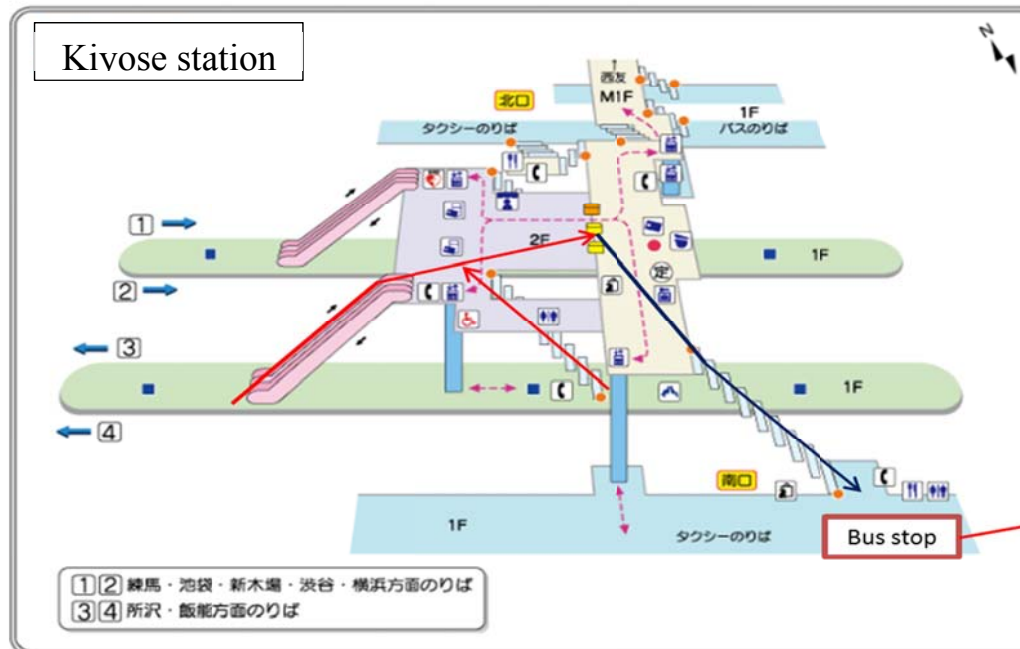 Kivose station
N
↑
西友
M1F
北口
1F
タクシーのりば
バスのりば
1
2F
1F
2
定
3
1F
4
南口
1F
タクシーのりば
Bus stop
1 2 練馬・池袋・新木場・渋谷・横浜方面のりば
3 4 所沢・飯能方面のりば